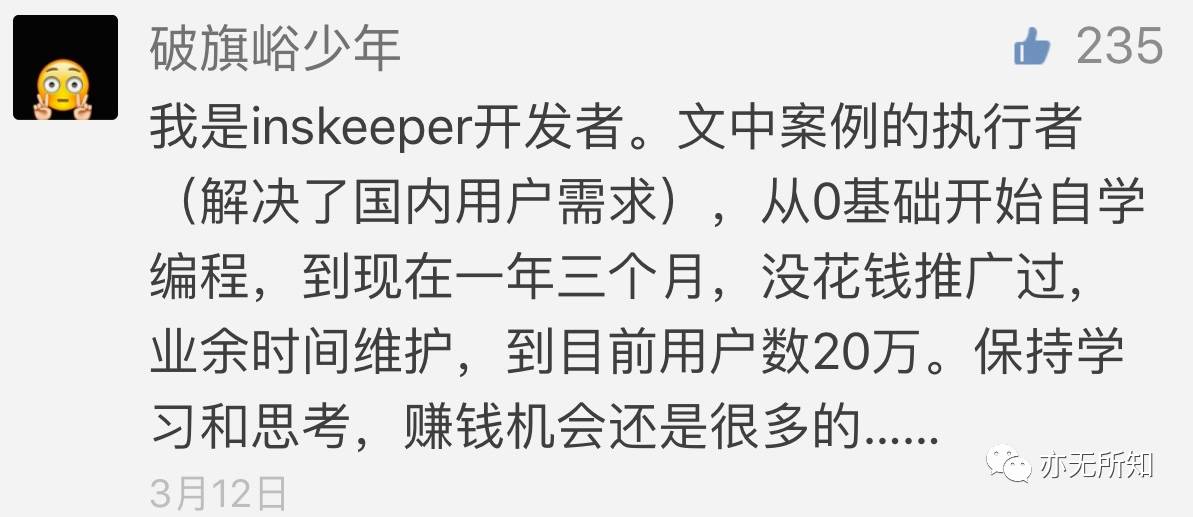 破旗峪少年
235
我是inskeeper开发者。文中案例的执行者
（解决了国内用户需求），从0基础开始自学
编程，到现在一年三个月，没花钱推广过，
业余时间维护，到目前用户数20万。保持学
习和思考，赚钱机会还是很多的......
亦无所知
3月12日